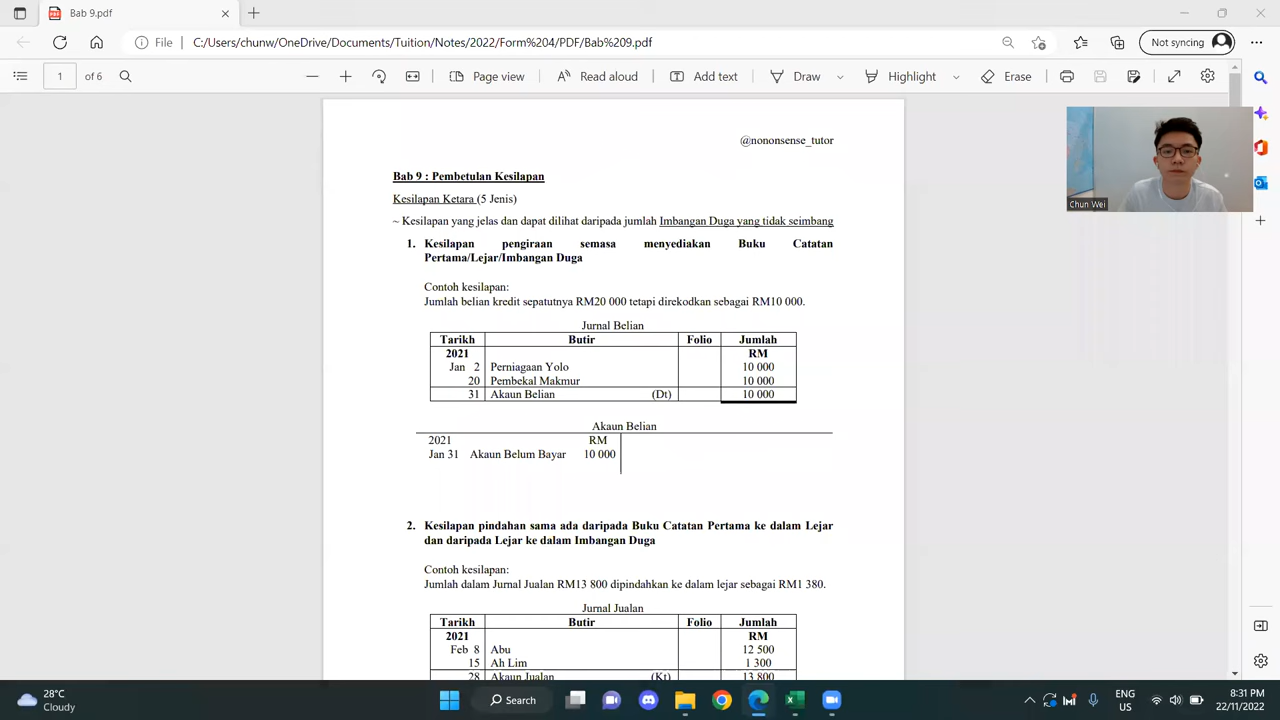 Bab 9.pdf
File
C:/Users/chunw/OneDrive/Documents/Tuition/Notes/2022/Form%204/PDF/Bab%209.pdf
Not syncing
1 of 6
Page view
Read aloud
Add text
Draw
Highlight
Erase
@nononsense_tutor
Chun Wei
Bab 9 : Pembetulan Kesilapan
Kesilapan Ketara (5 Jenis)
~ Kesilapan yang jelas dan dapat dilihat daripada jumlah Imbangan Duga yang tidak seimbang
1. Kesilapan pengiraan semasa menyediakan Buku Catatan
Pertama/Lejar/Imbangan Duga
Contoh kesilapan:
Jumlah belian kredit sepatutnya RM20 000 tetapi direkodkan sebagai RM10 000.
Jurnal Belian
Tarikh Butir Folio Jumlah
2021 RM
Jan 2 Perniagaan Yolo 10 000
20 Pembekal Makmur 10 000
31 Akaun Belian (Dt) 10 000
Akaun Belian
2021 RM
Jan 31 Akaun Belum Bayar 10 000
2. Kesilapan pindahan sama ada daripada Buku Catatan Pertama ke dalam Lejar
dan daripada Lejar ke dalam Imbangan Duga
Contoh kesilapan:
Jumlah dalam Jurnal Jualan RM13 800 dipindahkan ke dalam lejar sebagai RM1 380.
Jurnal Jualan
Tarikh Butir Folio Jumlah
2021 RM
Feb 8 Abu 12 500
15 Ah Lim 1 300
28 Akaun Jualan (Kt) 13 800
28°C
Cloudy
Search
ENG
US
8:31 PM
22/11/2022